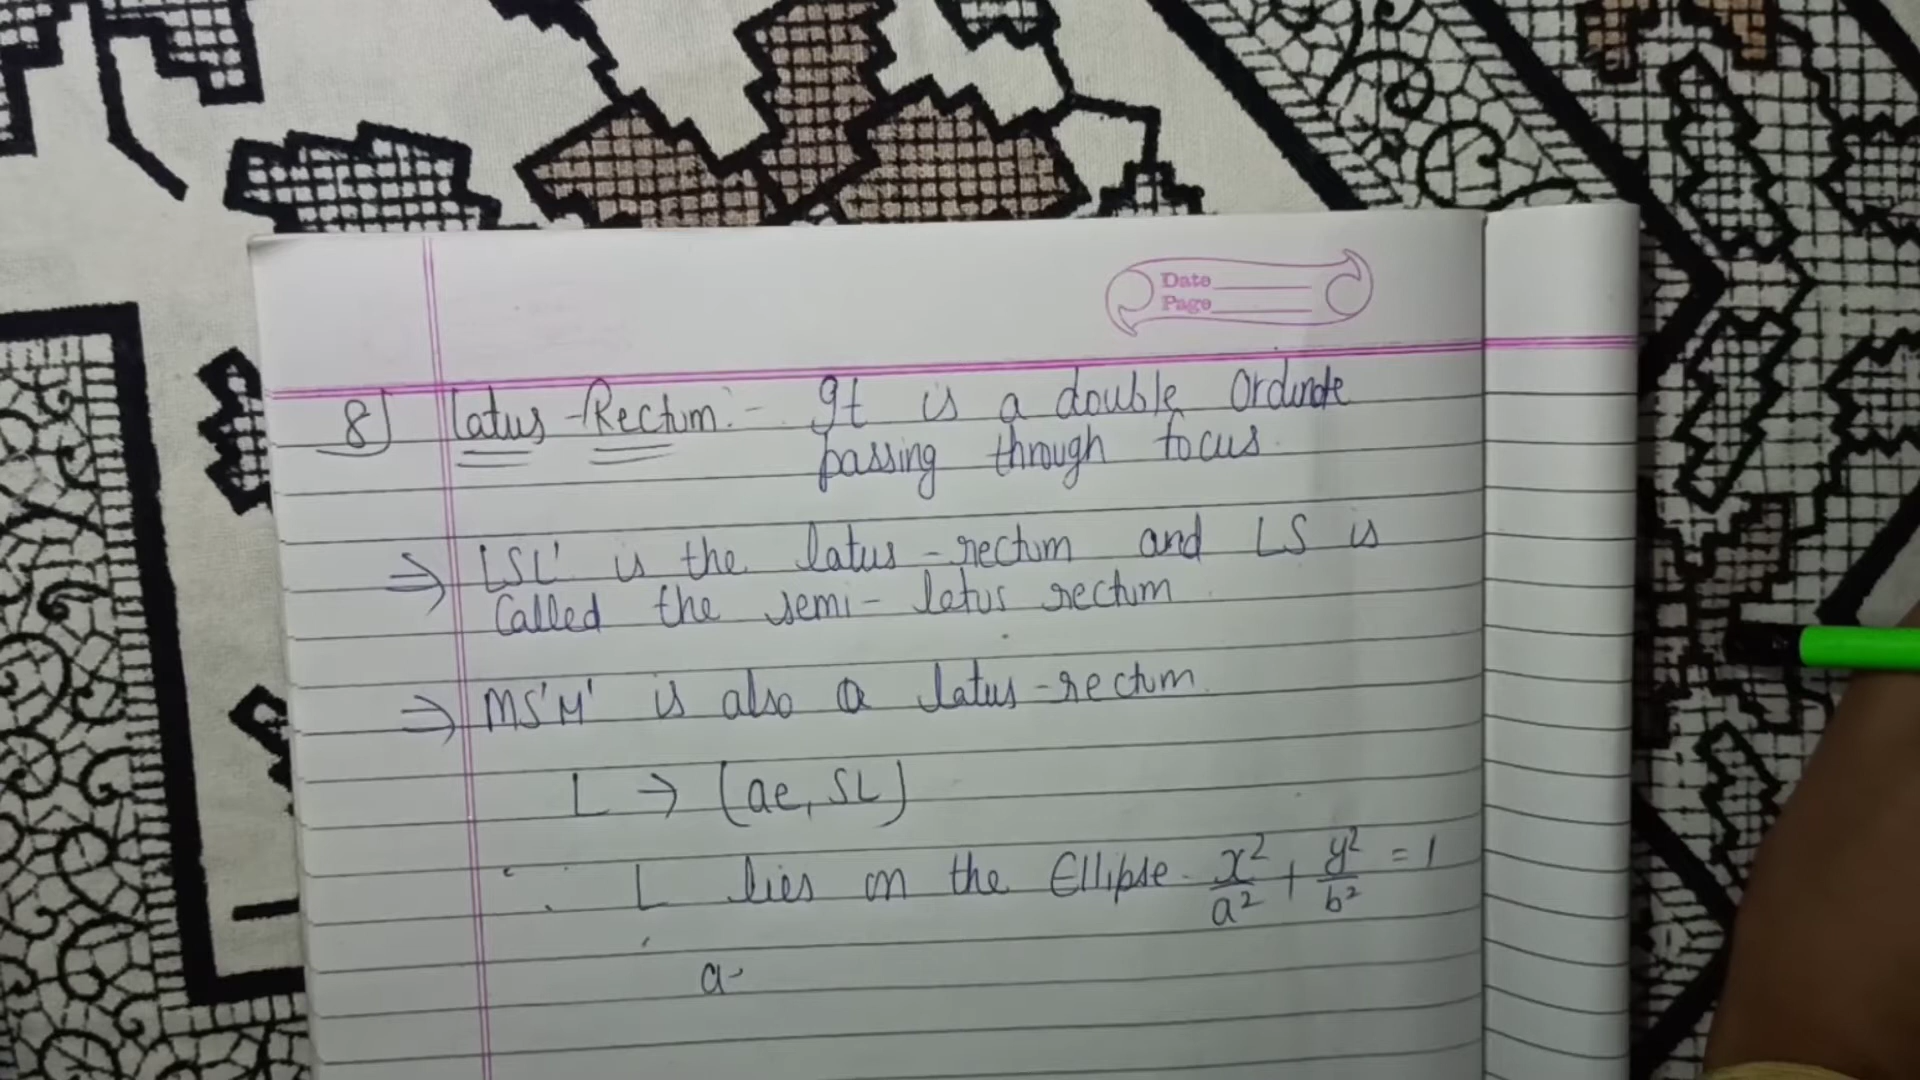 Date
Page
8] Latus-Rectum:- It is a double Ordinate
passing through focus.
⇒ LSL' is the latus-rectum and LS is
Called the semi-letus rectum.
⇒ MS'M' is also a latus-rectum.
L → (ae, SL)
∵ L lies on the Ellipse. x²/a² + y²/b² = 1
a